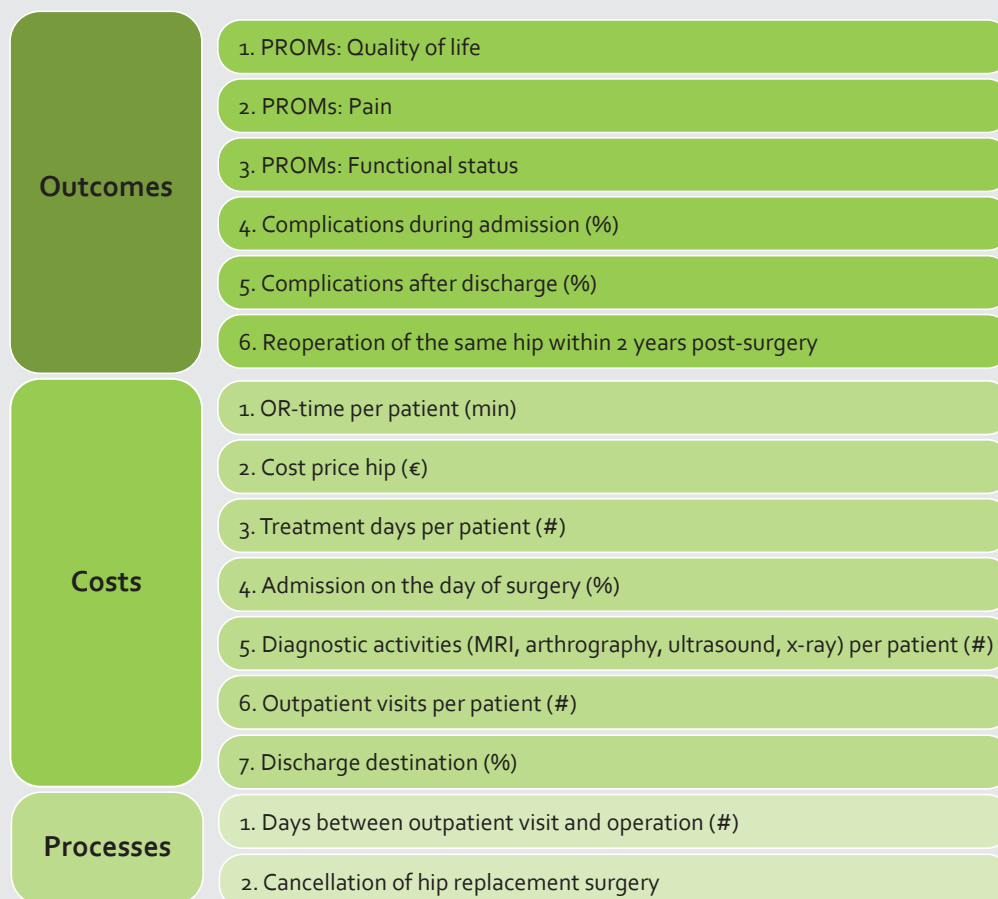 Outcomes
1. PROMs: Quality of life
2. PROMs: Pain
3. PROMs: Functional status
4. Complications during admission (%)
5. Complications after discharge (%)
6. Reoperation of the same hip within 2 years post-surgery
Costs
1. OR-time per patient (min)
2. Cost price hip (€)
3. Treatment days per patient (#)
4. Admission on the day of surgery (%)
5. Diagnostic activities (MRI, arthrography, ultrasound, x-ray) per patient (#)
6. Outpatient visits per patient (#)
7. Discharge destination (%)
Processes
1. Days between outpatient visit and operation (#)
2. Cancellation of hip replacement surgery